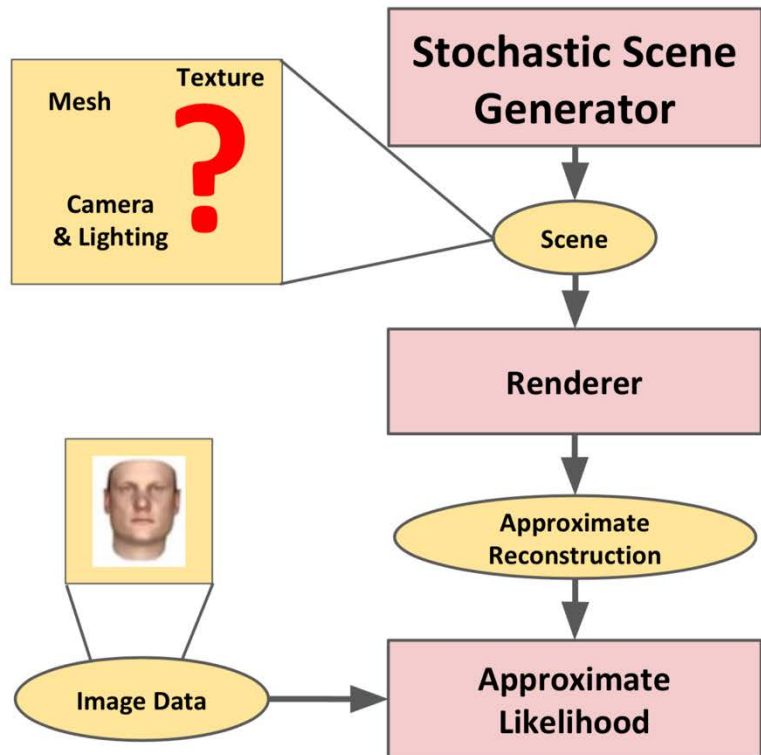 Stochastic Scene
Generator
Texture
Mesh
?
Camera
& Lighting
Scene
Renderer
Approximate
Reconstruction
Image Data
Approximate
Likelihood